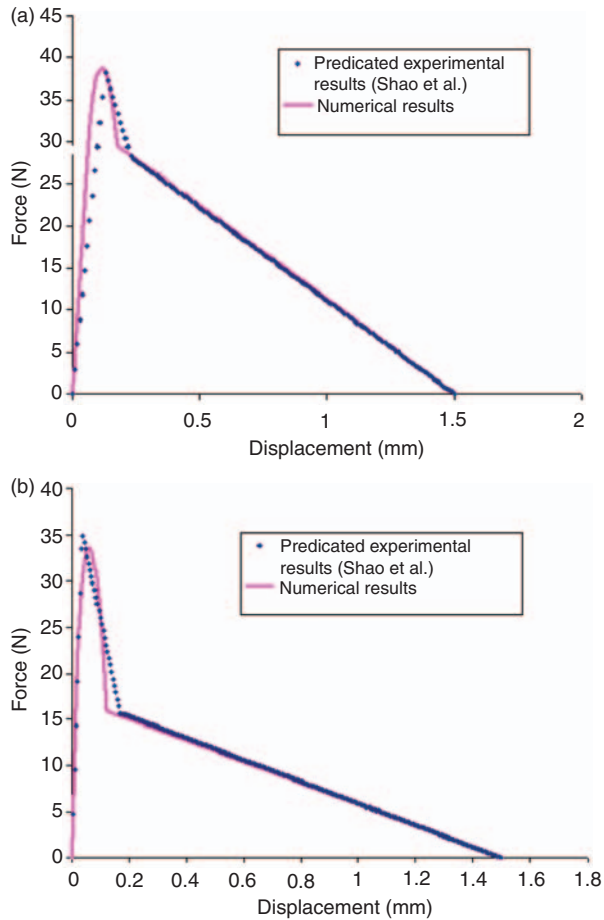 (a)
45
40
35
30
25
20
15
10
5
0
Force (N)
Predicated experimental
results (Shao et al.)
Numerical results
0 0.5 1 1.5 2
Displacement (mm)
(b)
40
35
30
25
20
15
10
5
0
Force (N)
Predicated experimental
results (Shao et al.)
Numerical results
0 0.2 0.4 0.6 0.8 1 1.2 1.4 1.6 1.8
Displacement (mm)